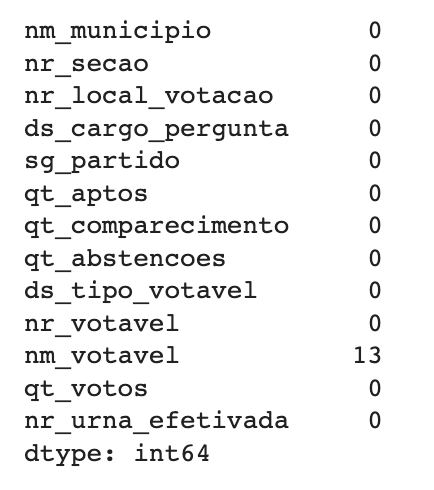 nm_municipio 0
nr_secao 0
nr_local_votacao 0
ds_cargo_pergunta 0
sg_partido 0
qt_aptos 0
qt_comparecimento 0
qt_abstencoes 0
ds_tipo_votavel 0
nr_votavel 0
nm_votavel 13
qt_votos 0
nr_urna_efetivada 0
dtype: int64